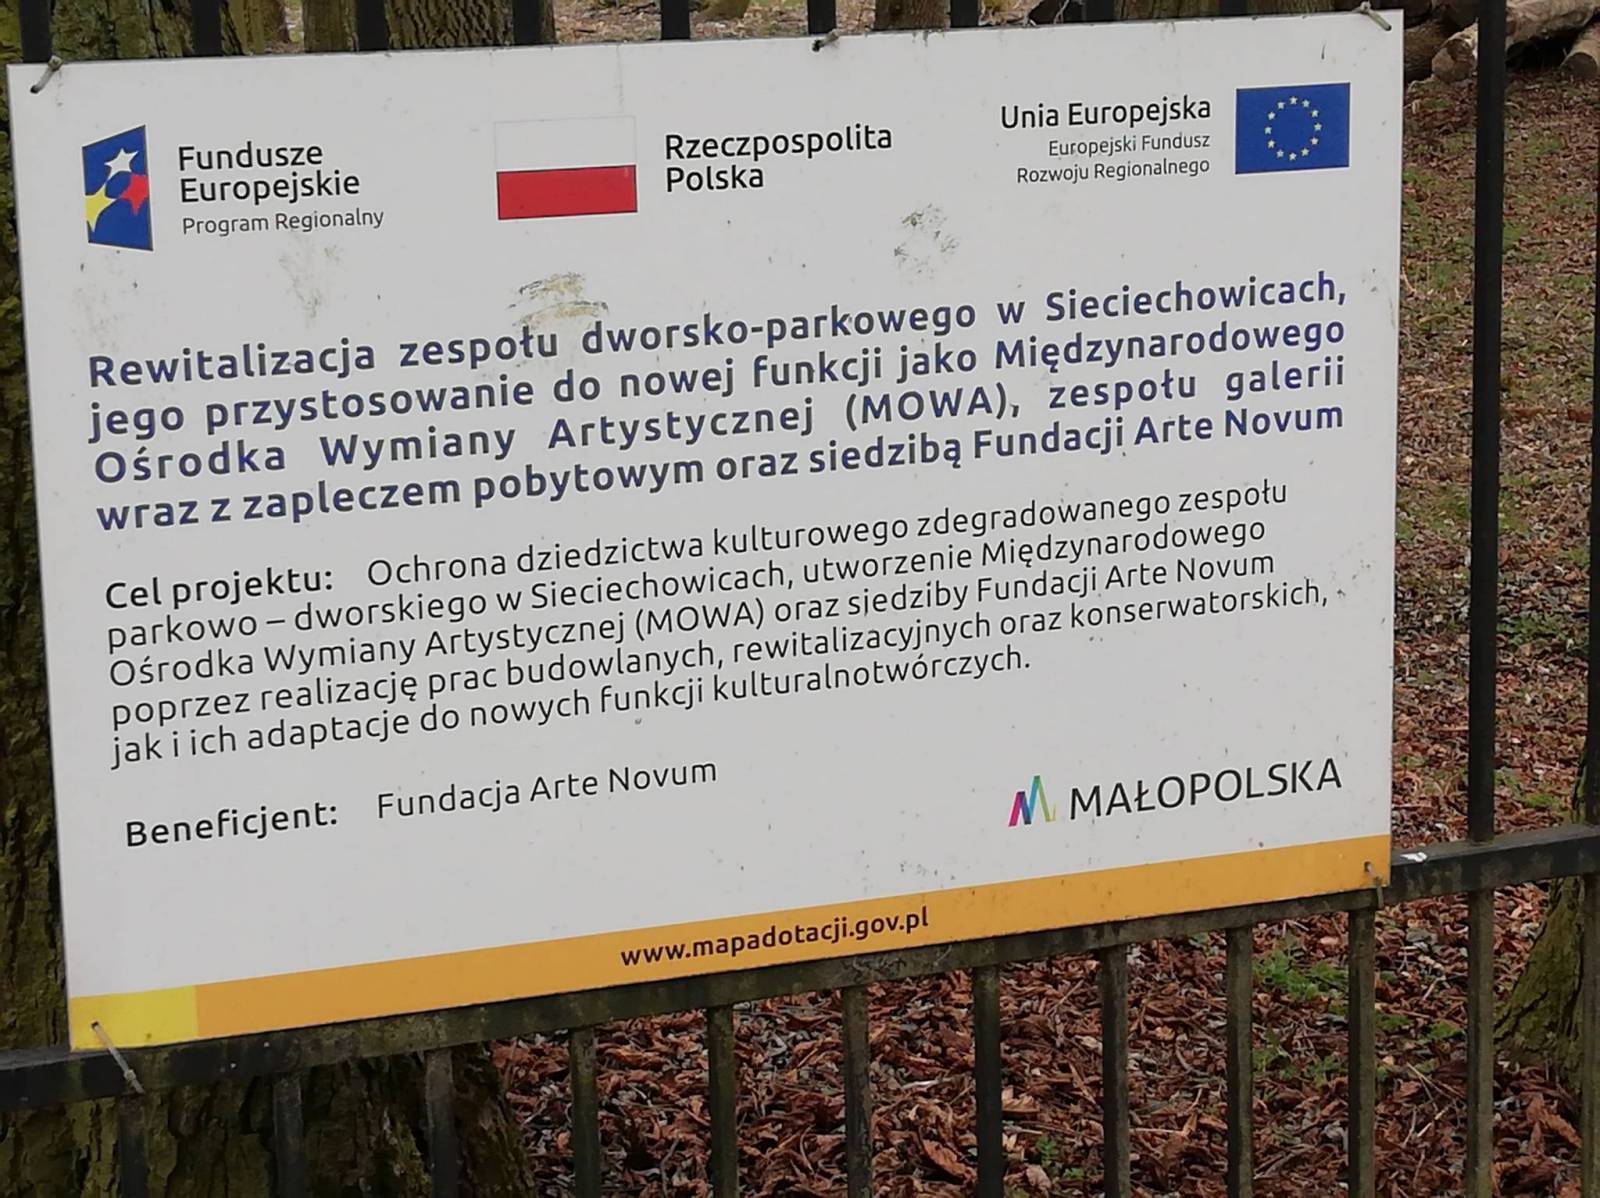 Fundusze
Europejskie
Program Regionalny
Rzeczpospolita
Polska
Unia Europejska
Europejski Fundusz
Rozwoju Regionalnego
Rewitalizacja zespołu dworsko-parkowego w Sieciechowicach,
jego przystosowanie do nowej funkcji jako Międzynarodowego
Ośrodka Wymiany Artystycznej (MOWA), zespołu galerii
wraz z zapleczem pobytowym oraz siedzibą Fundacji Arte Novum
Cel projektu: Ochrona dziedzictwa kulturowego zdegradowanego zespołu
parkowo – dworskiego w Sieciechowicach, utworzenie Międzynarodowego
Ośrodka Wymiany Artystycznej (MOWA) oraz siedziby Fundacji Arte Novum
poprzez realizację prac budowlanych, rewitalizacyjnych oraz konserwatorskich,
jak i ich adaptacje do nowych funkcji kulturalnotwórczych.
Beneficjent: Fundacja Arte Novum
MAŁOPOLSKA
www.mapadotacji.gov.pl